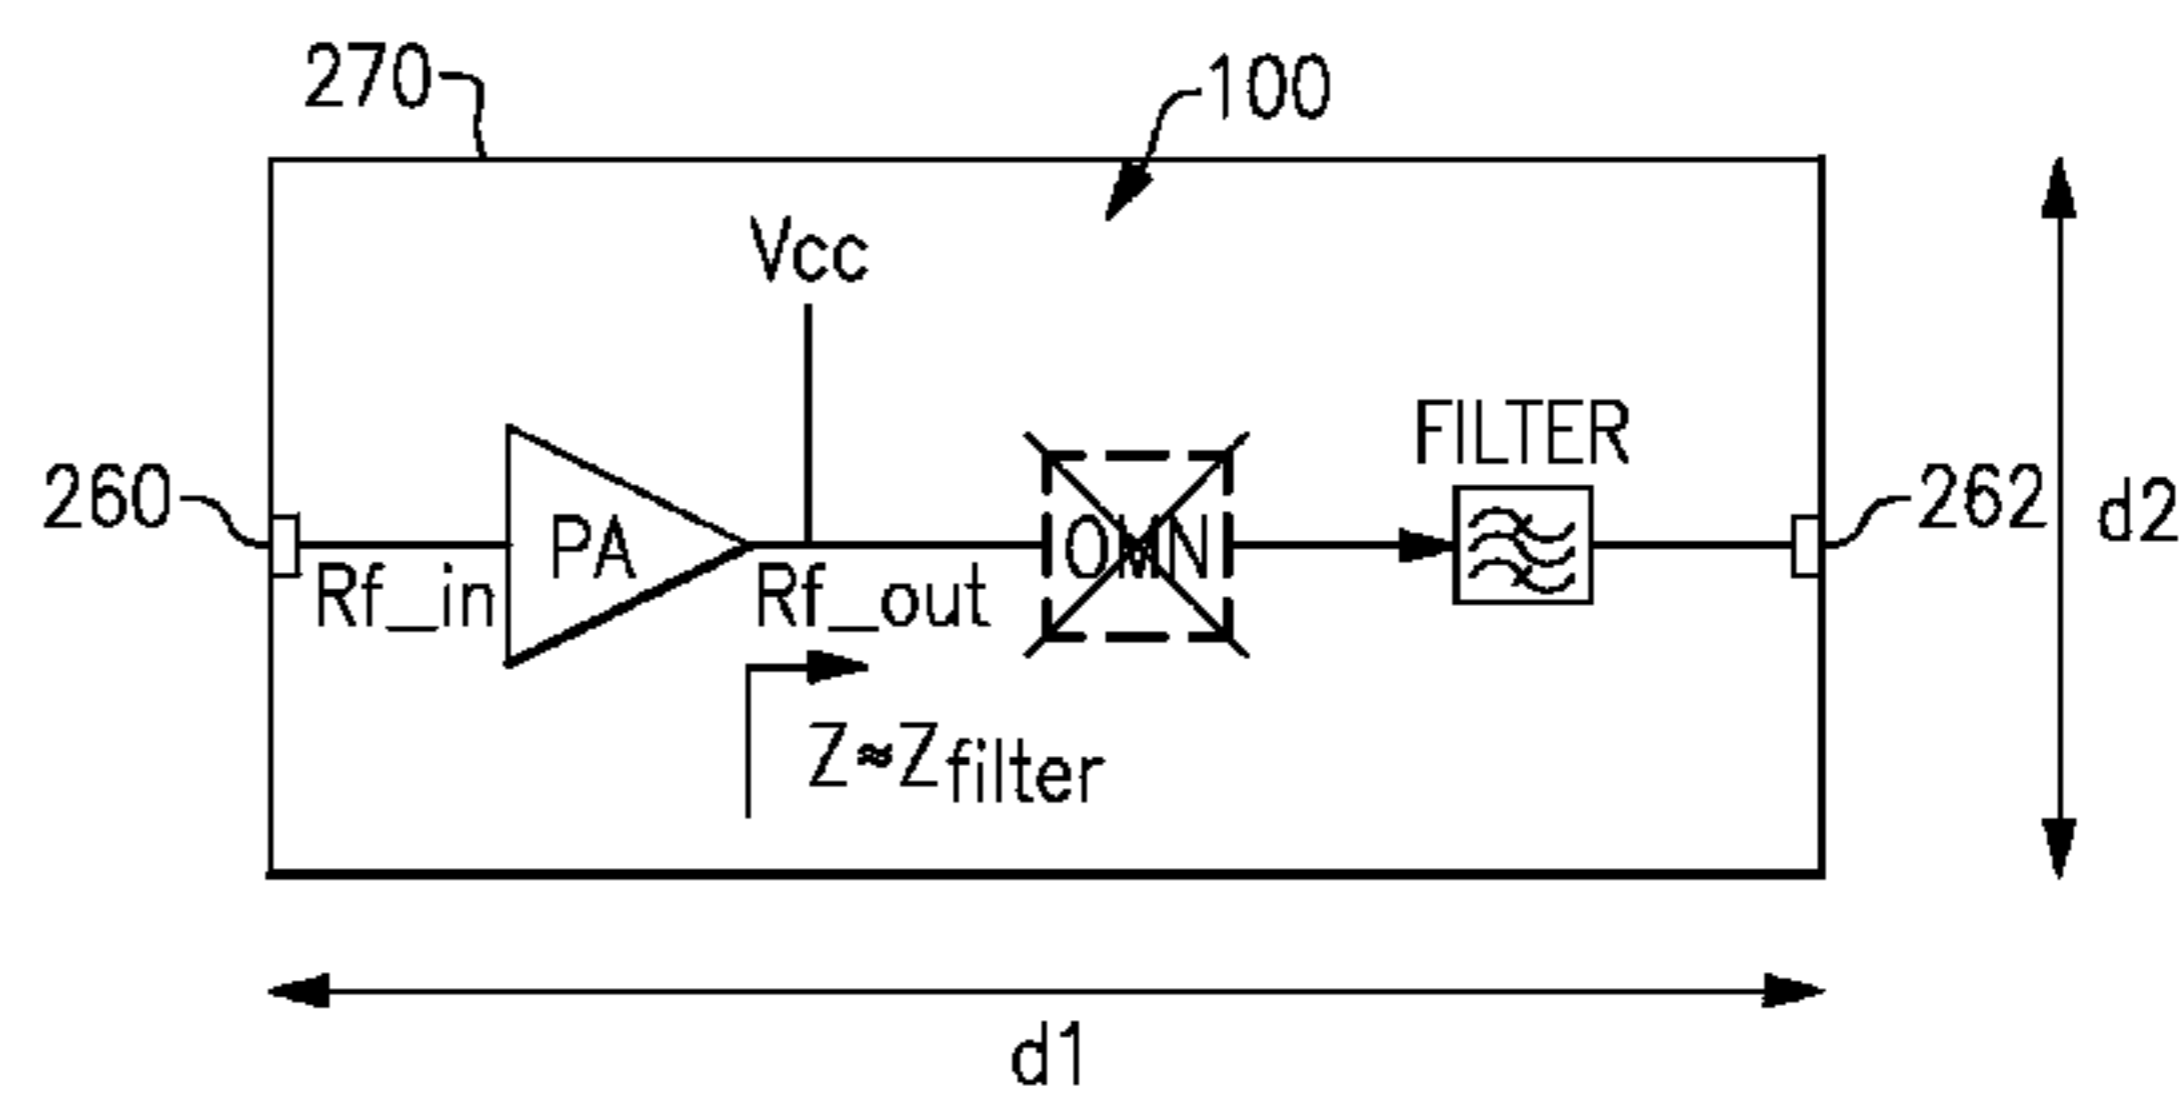 270
100
Vcc
FILTER
260
PA
OMN
262
d2
Rf_in
Rf_out
Z≈Zfilter
d1